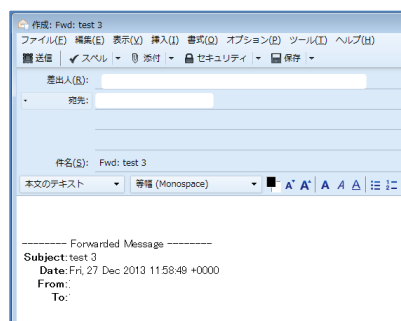 作成: Fwd: test 3
ファイル(F) 編集(E) 表示(V) 挿入(I) 書式(O) オプション(P) ツール(T) ヘルプ(H)
送信 スペル 添付 セキュリティ 保存
差出人(R):
宛先:
件名(S): Fwd: test 3
本文のテキスト 等幅 (Monospace) A A A A A
-------- Forwarded Message --------
Subject: test 3
Date: Fri, 27 Dec 2013 11:58:49 +0000
From:
To: